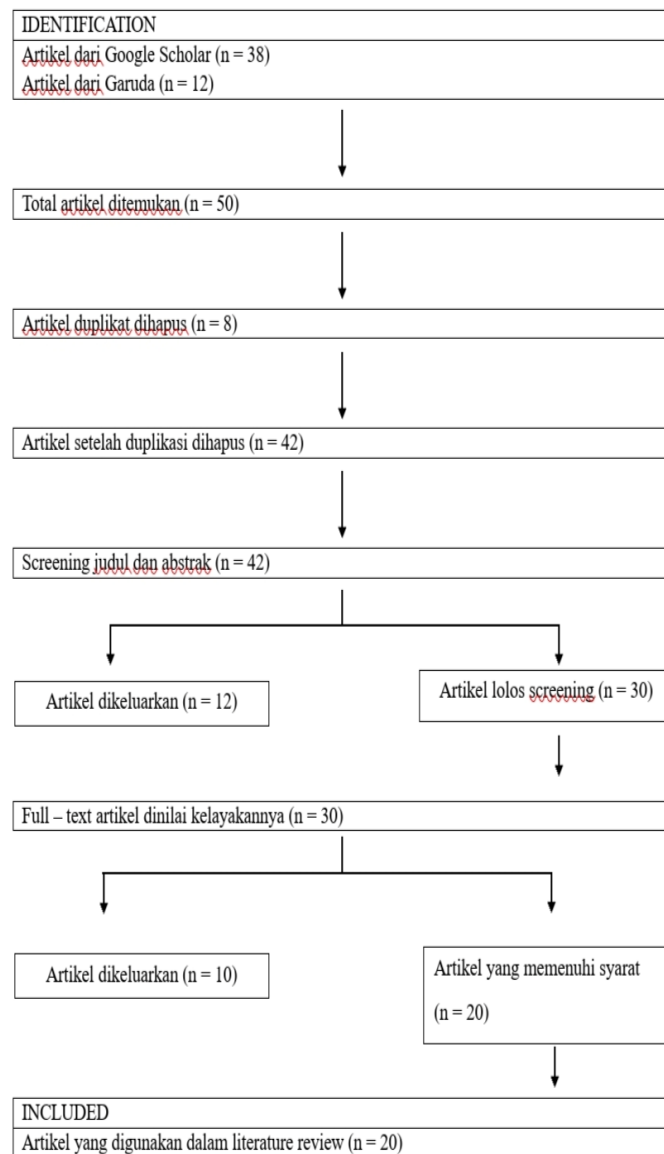 IDENTIFICATION
Artikel dari Google Scholar (n = 38)
Artikel dari Garuda (n = 12)
Total artikel ditemukan (n = 50)
Artikel duplikat dihapus (n = 8)
Artikel setelah duplikasi dihapus (n = 42)
Screening judul dan abstrak (n = 42)
Artikel dikeluarkan (n = 12)
Artikel lolos screening (n = 30)
Full – text artikel dinilai kelayakannya (n = 30)
Artikel dikeluarkan (n = 10)
Artikel yang memenuhi syarat
(n = 20)
INCLUDED
Artikel yang digunakan dalam literature review (n = 20)